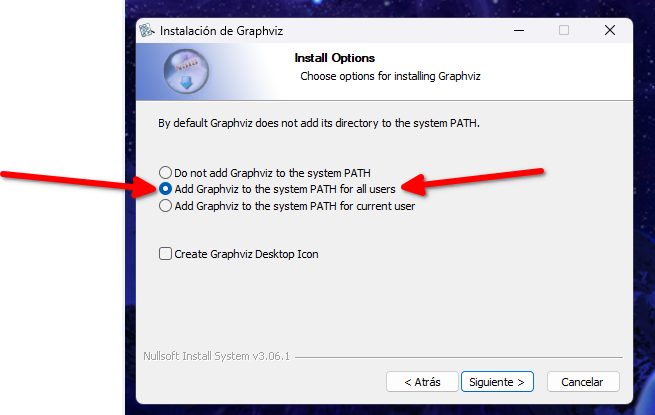 Instalación de Graphviz
Install Options
Choose options for installing Graphviz
By default Graphviz does not add its directory to the system PATH.
Do not add Graphviz to the system PATH
Add Graphviz to the system PATH for all users
Add Graphviz to the system PATH for current user
Create Graphviz Desktop Icon
Nullsoft Install System v3.06.1
< Atrás
Siguiente >
Cancelar